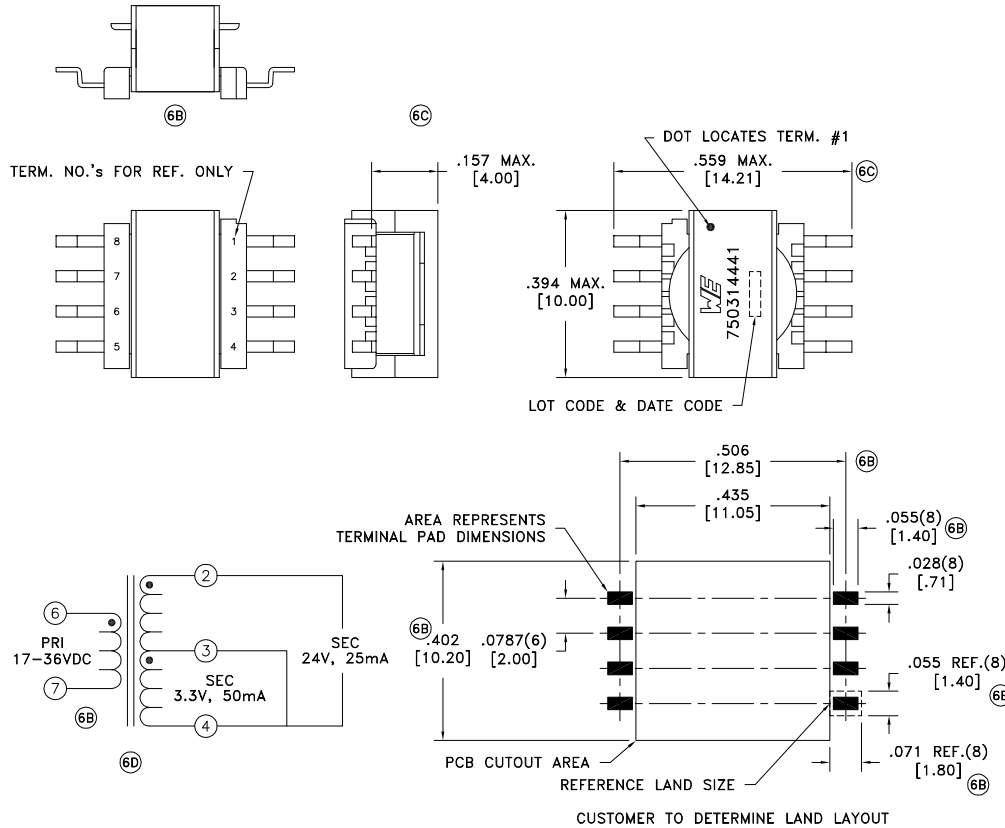 6B
6C
TERM. NO.'s FOR REF. ONLY
8
7
6
5
1
2
3
4
.157 MAX.
[4.00]
DOT LOCATES TERM. #1
.559 MAX.
[14.21]
6C
.394 MAX.
[10.00]
WE
750314441
LOT CODE & DATE CODE
6
PRI
17-36VDC
7
6B
6D
2
3
SEC
3.3V, 50mA
4
SEC
24V, 25mA
.506
[12.85]
6B
.435
[11.05]
AREA REPRESENTS
TERMINAL PAD DIMENSIONS
.055(8)
[1.40]
6B
.028(8)
[.71]
6B
.402
[10.20]
.0787(6)
[2.00]
.055 REF.(8)
[1.40]
6B
PCB CUTOUT AREA
REFERENCE LAND SIZE
.071 REF.(8)
[1.80]
6B
CUSTOMER TO DETERMINE LAND LAYOUT